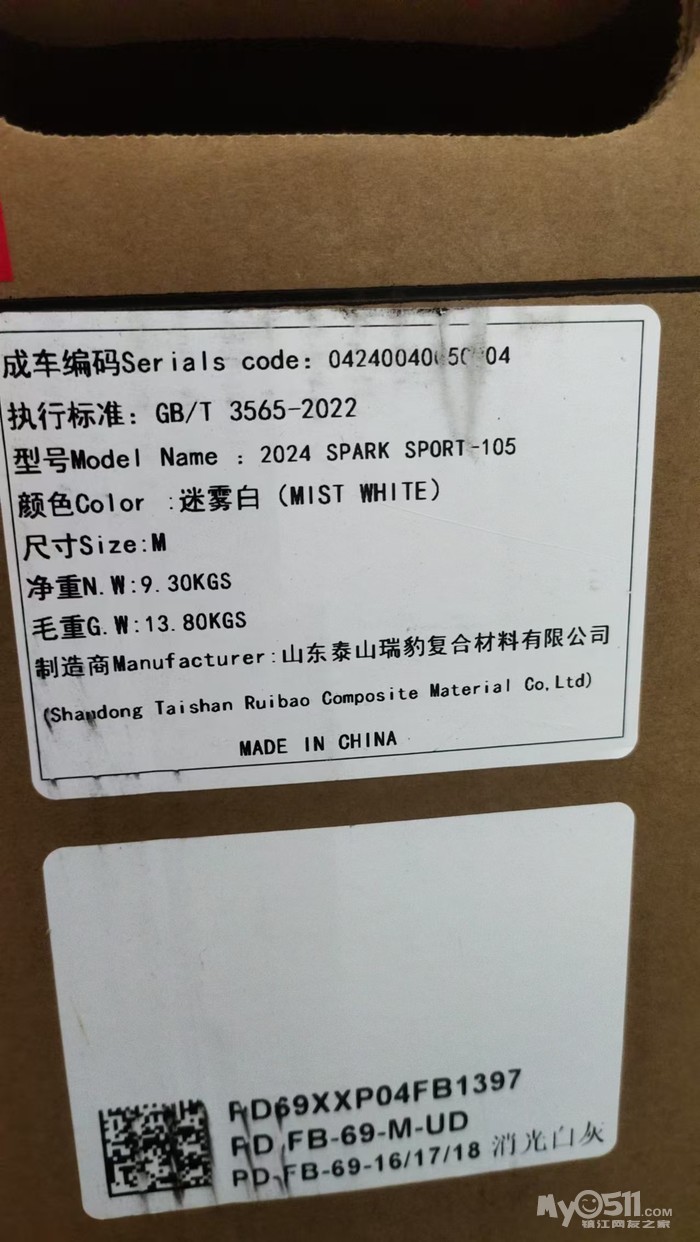 成车编码Serials code:
执行标准: GB/T 3565-2022
型号Model Name : 2024 SPARK SPORT-105
颜色Color :迷雾白 (MIST WHITE)
尺寸Size:M
净重N.W:9.30KGS
毛重G.W:13.80KGS
制造商Manufacturer:山东泰山瑞豹复合材料有限公司
(Shandong Taishan Ruibao Composite Material Co,Ltd)
MADE IN CHINA
PD69XXP04FB1397
PD FB-69-M-UD
PD-FB-69-16/17/18 消光白灰
My0511.COM
镇江网友之家